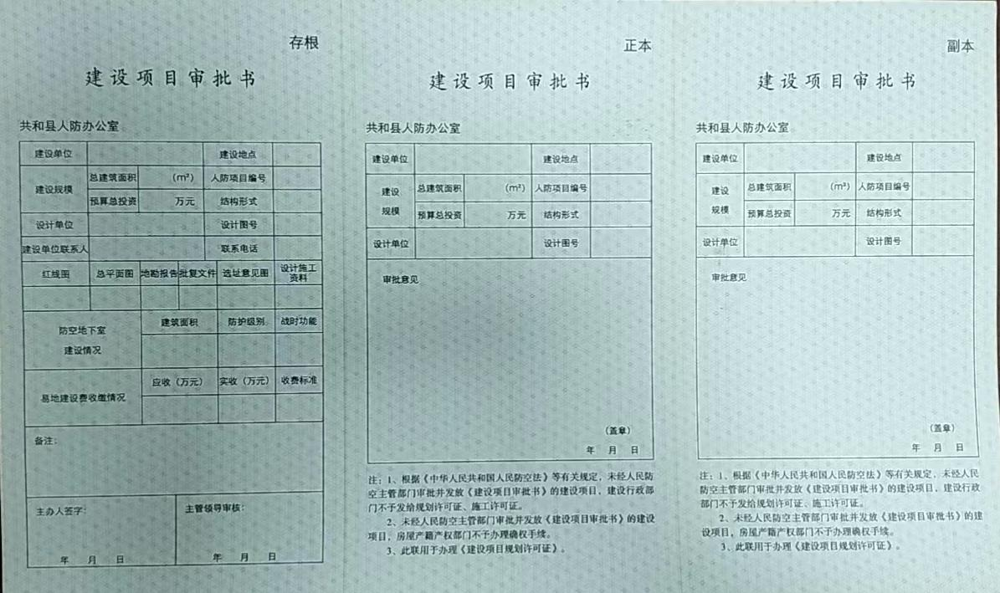 存根
建设项目审批书
共和县人防办公室
建设单位 建设地点
建设规模 总建筑面积 （m²） 人防项目编号
预算总投资 万元 结构形式
设计单位 设计图号
建设单位联系人 联系电话
红线图 总平面图 地勘报告 批复文件 选址意见图 设计施工资料
防空地下室
建设情况
建筑面积 防护级别 战时功能
易地建设费收缴情况
应收（万元） 实收（万元） 收费标准
备注：
主办人签字： 主管领导审核：
年 月 日 年 月 日
正本
建设项目审批书
共和县人防办公室
建设单位 建设地点
建设
规模
总建筑面积 （m²） 人防项目编号
预算总投资 万元 结构形式
设计单位 设计图号
审批意见
（盖章）
年 月 日
注：1、根据《中华人民共和国人民防空法》等有关规定，未经人民防
空主管部门审批并发放《建设项目审批书》的建设项目，建设行政
部门不予发给规划许可证、施工许可证。
2、未经人民防空主管部门审批并发放《建设项目审批书》的建设
项目，房屋产籍产权部门不予办理确权手续。
3、此联用于办理《建设项目规划许可证》。
副本
建设项目审批书
共和县人防办公室
建设单位 建设地点
建设
规模
总建筑面积 （m²） 人防项目编号
预算总投资 万元 结构形式
设计单位 设计图号
审批意见
（盖章）
年 月 日
注：1、根据《中华人民共和国人民防空法》等有关规定，未经人民
防空主管部门审批并发放《建设项目审批书》的建设项目，建设行政
部门不予发给规划许可证、施工许可证。
2、未经人民防空主管部门审批并发放《建设项目审批书》的建
设项目，房屋产籍产权部门不予办理确权手续。
3、此联用于办理《建设项目规划许可证》。